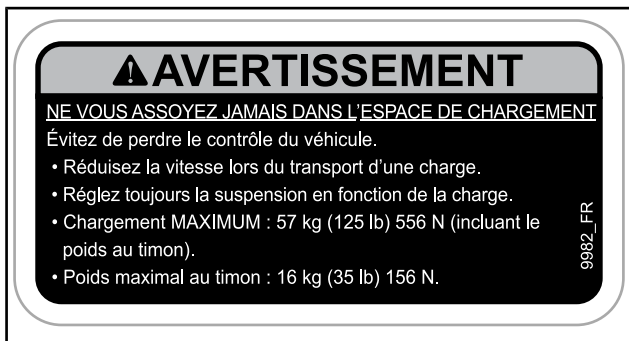 AVERTISSEMENT
NE VOUS ASSOYEZ JAMAIS DANS L'ESPACE DE CHARGEMENT
Évitez de perdre le contrôle du véhicule.
• Réduisez la vitesse lors du transport d'une charge.
• Réglez toujours la suspension en fonction de la charge.
• Chargement MAXIMUM : 57 kg (125 lb) 556 N (incluant le
poids au timon).
• Poids maximal au timon : 16 kg (35 lb) 156 N.
9982_FR